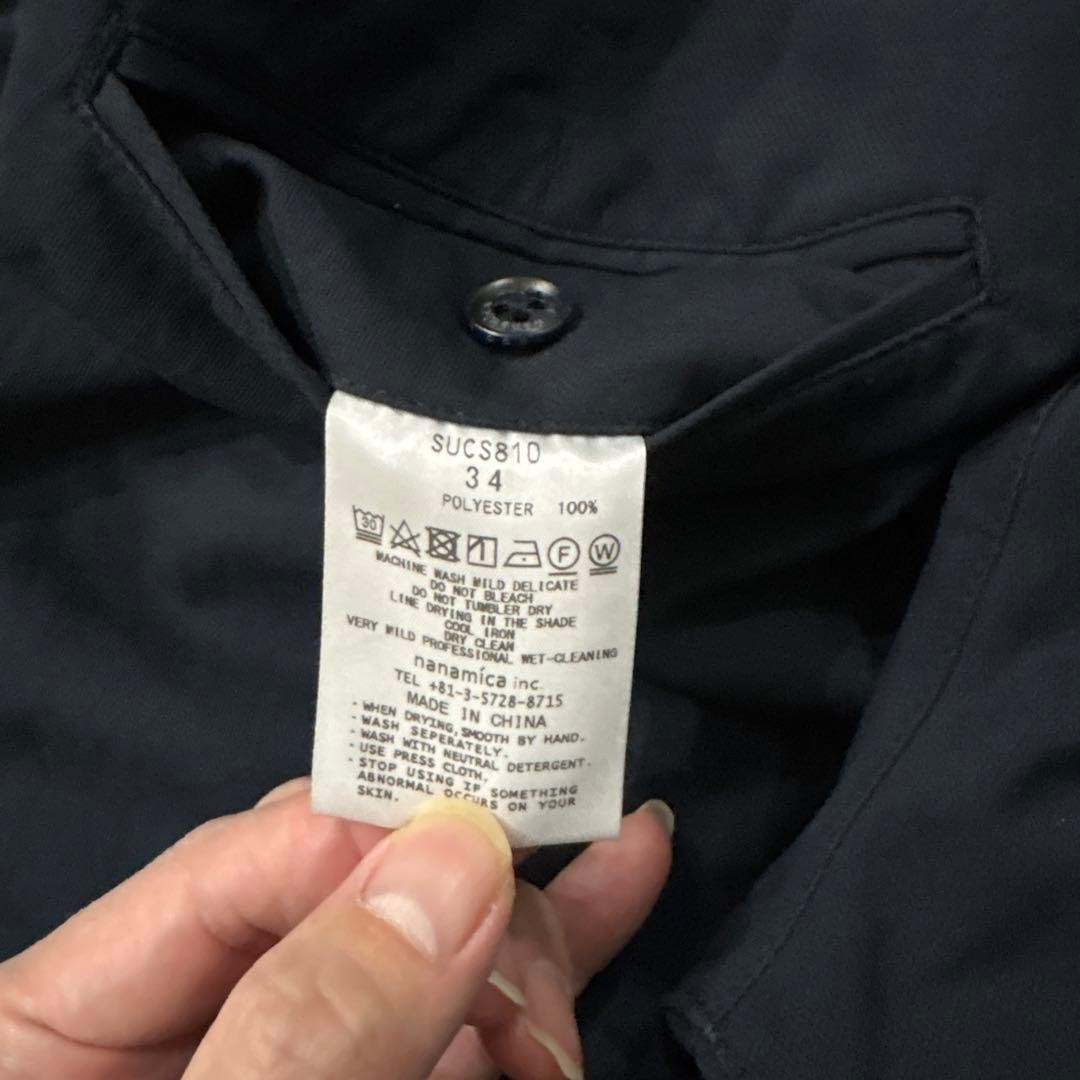 SUCS810
34
POLYESTER 100%
30 F W
MACHINE WASH MILD DELICATE
DO NOT BLEACH
DO NOT TUMBLER DRY
LINE DRYING IN THE SHADE
COOL IRON
DRY CLEAN
VERY MILD PROFESSIONAL WET-CLEANING
nanamica inc.
TEL +81-3-5728-8715
MADE IN CHINA
- WHEN DRYING, SMOOTH BY HAND.
- WASH SEPERATELY.
- WASH WITH NEUTRAL DETERGENT.
- USE PRESS CLOTH.
- STOP USING IF SOMETHING
ABNORMAL OCCURS ON YOUR
SKIN.